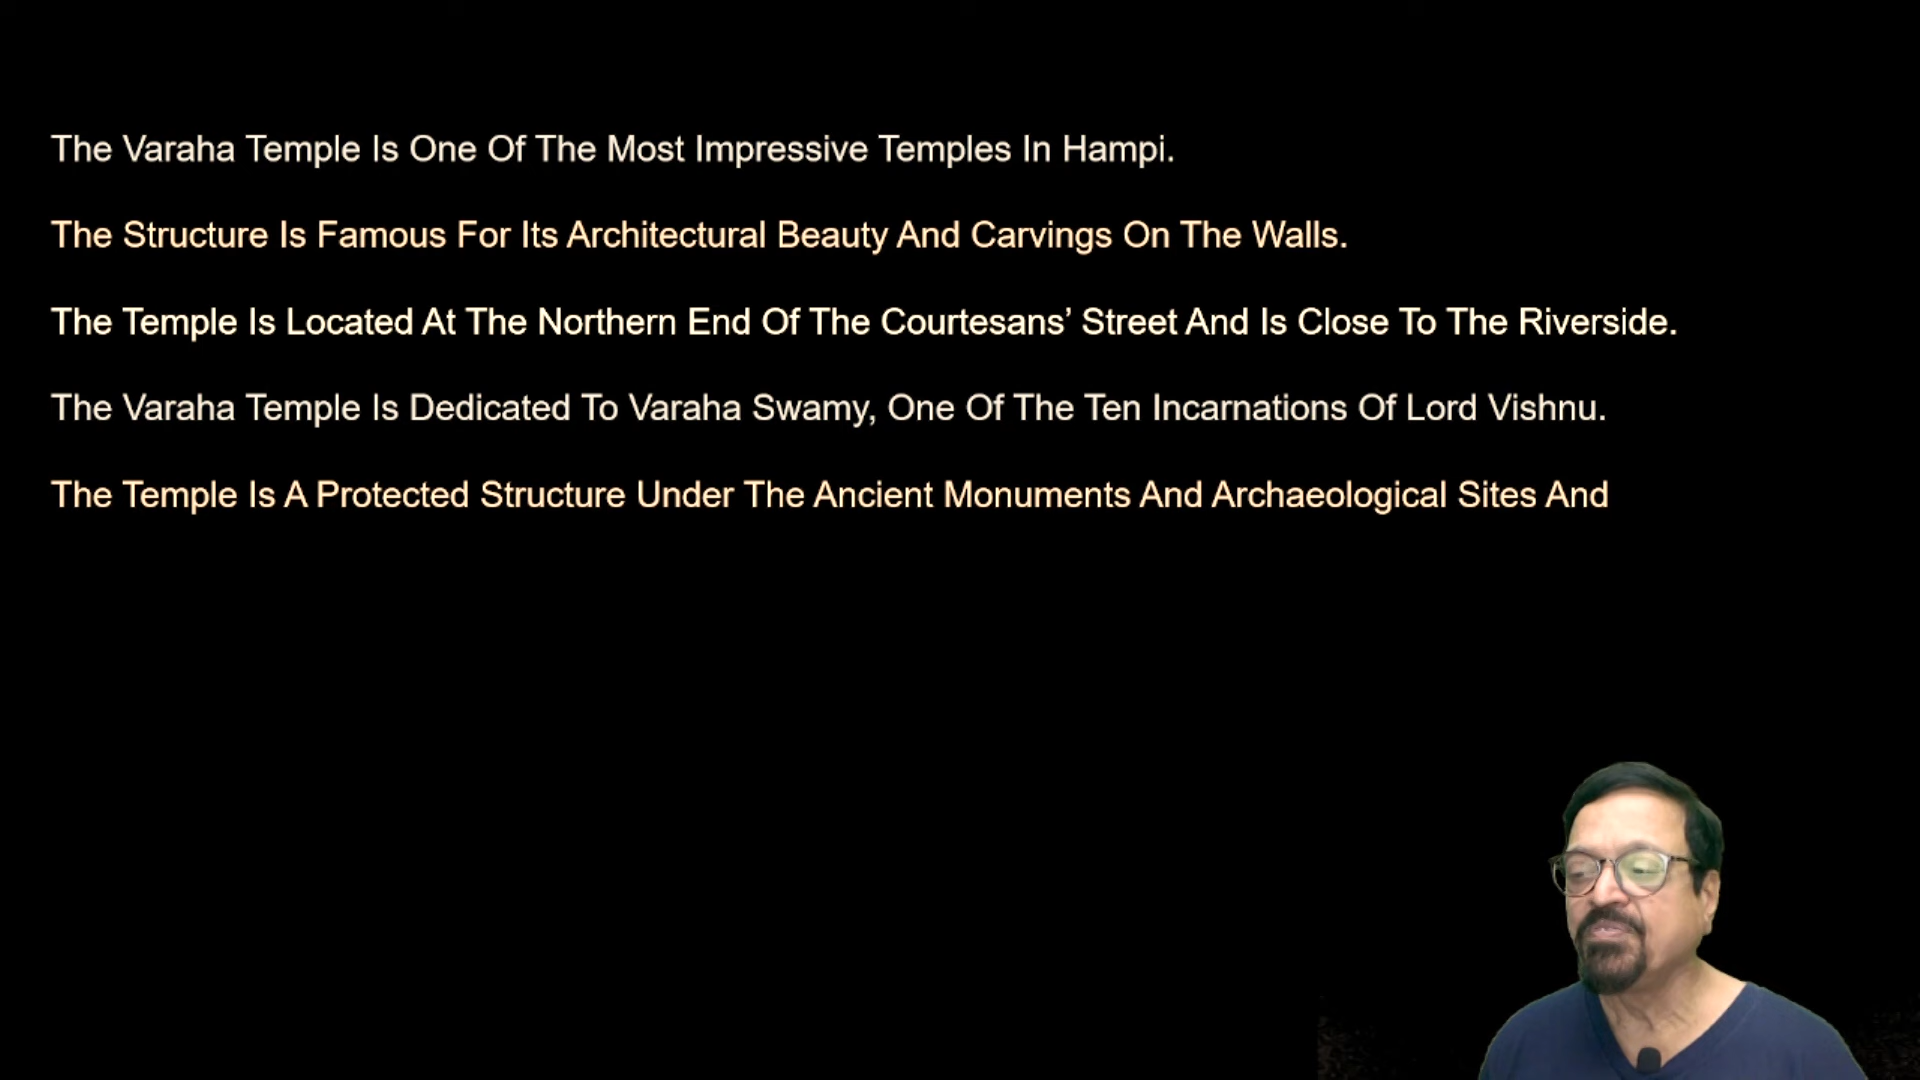 The Varaha Temple Is One Of The Most Impressive Temples In Hampi.
The Structure Is Famous For Its Architectural Beauty And Carvings On The Walls.
The Temple Is Located At The Northern End Of The Courtesans’ Street And Is Close To The Riverside.
The Varaha Temple Is Dedicated To Varaha Swamy, One Of The Ten Incarnations Of Lord Vishnu.
The Temple Is A Protected Structure Under The Ancient Monuments And Archaeological Sites And